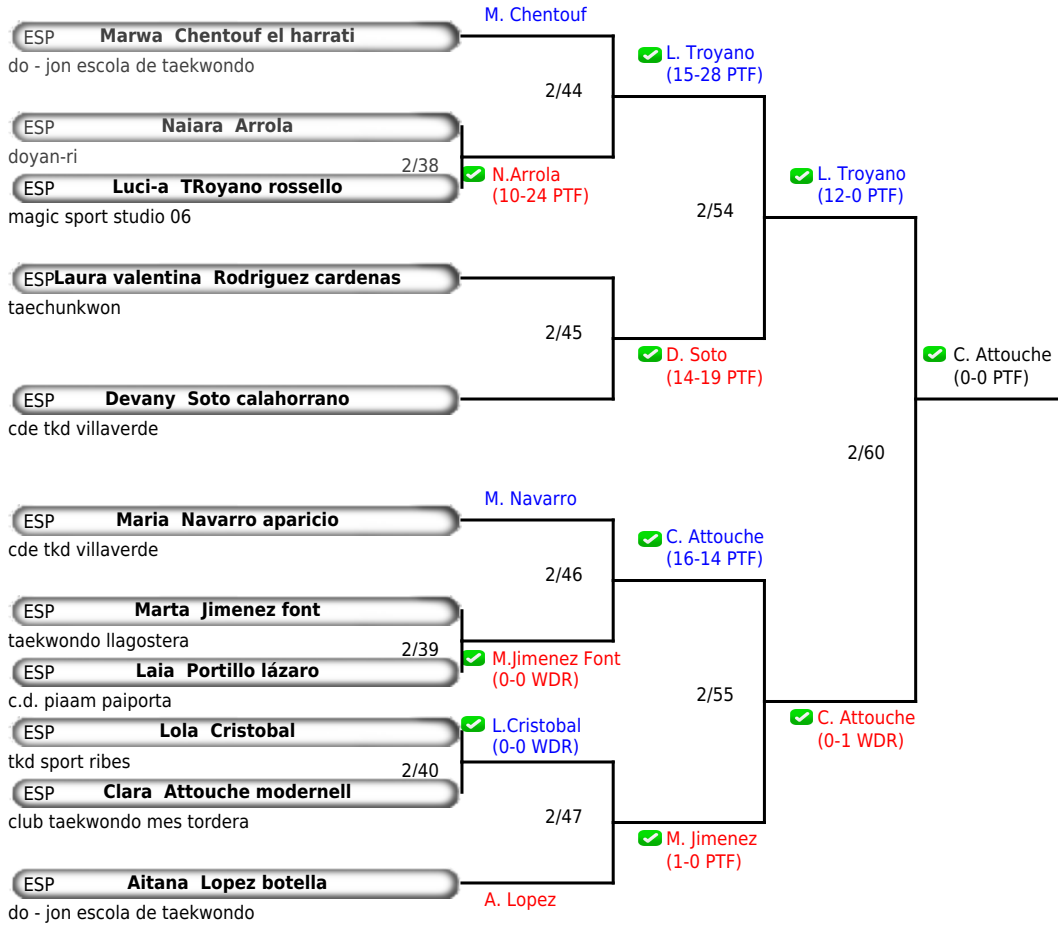 M. Chentouf
ESP Marwa Chentouf el harrati
do - jon escola de taekwondo
L. Troyano
(15-28 PTF)
2/44
ESP Naiara Arrola
doyan-ri
2/38
N.Arrola
(10-24 PTF)
ESP Luci-a TRoyano rossello
magic sport studio 06
L. Troyano
(12-0 PTF)
2/54
ESP Laura valentina Rodriguez cardenas
taechunkwon
2/45
D. Soto
(14-19 PTF)
C. Attouche
(0-0 PTF)
ESP Devany Soto calahorrano
cde tkd villaverde
2/60
M. Navarro
ESP Maria Navarro aparicio
cde tkd villaverde
C. Attouche
(16-14 PTF)
2/46
ESP Marta Jimenez font
taekwondo llagostera
2/39
M.Jimenez Font
(0-0 WDR)
ESP Laia Portillo lázaro
c.d. piaam paiporta
2/55
C. Attouche
(0-1 WDR)
ESP Lola Cristobal
tkd sport ribes
L.Cristobal
(0-0 WDR)
2/40
ESP Clara Attouche modernell
club taekwondo mes tordera
2/47
M. Jimenez
(1-0 PTF)
ESP Aitana Lopez botella
do - jon escola de taekwondo
A. Lopez